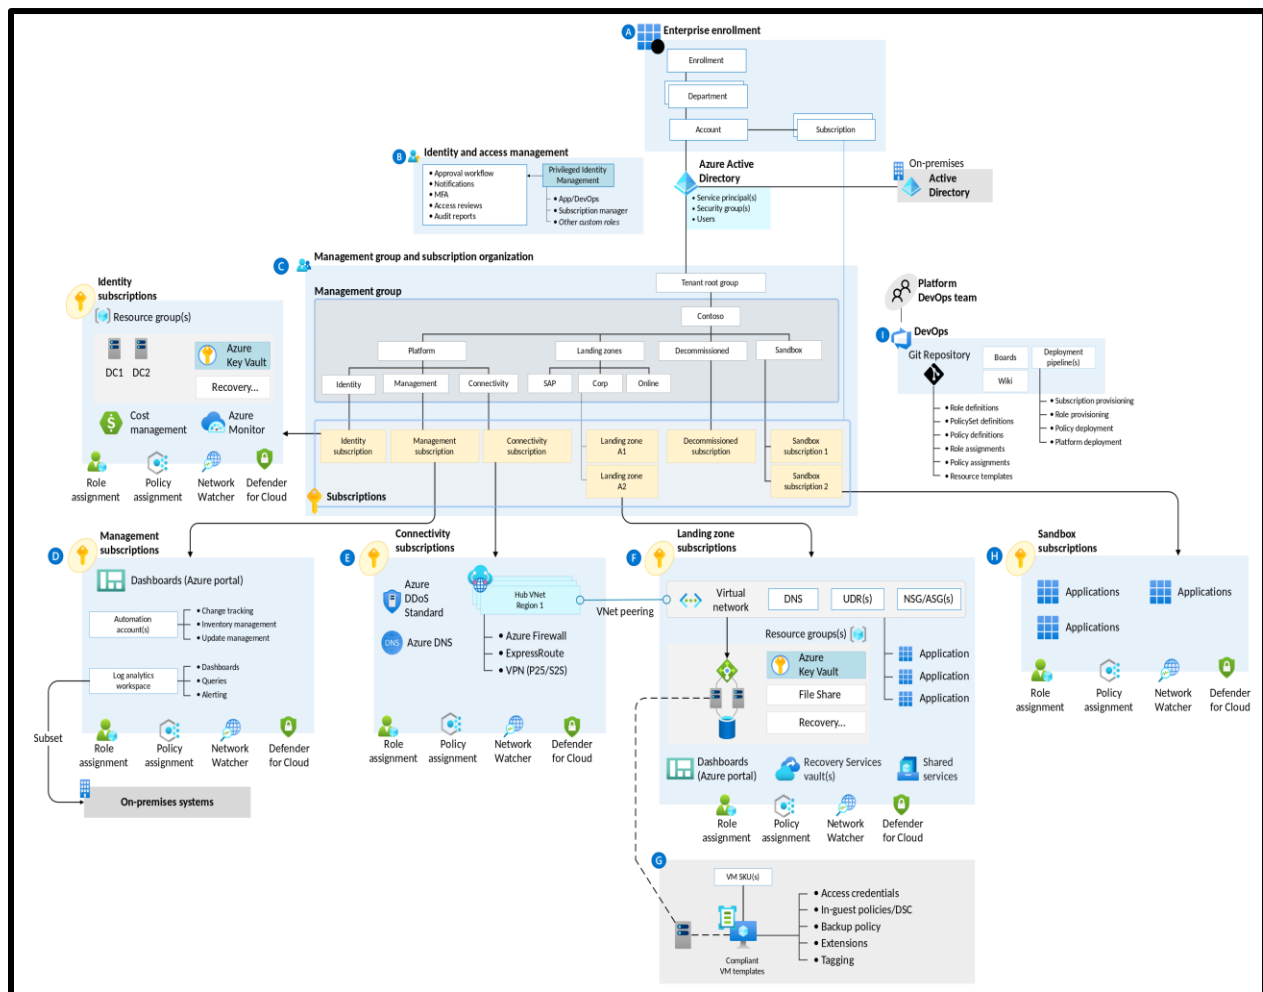 A
Enterprise enrollment
Enrollment
Department
Account
Subscription
B
Identity and access management
• Approval workflow
• Notifications
• MFA
• Access reviews
• Audit reports
Privileged Identity
Management
• App/DevOps
• Subscription manager
• Other custom roles
Azure Active
Directory
• Service principal(s)
• Security group(s)
• Users
On-premises
Active
Directory
C
Management group and subscription organization
Tenant root group
Management group
Contoso
Platform
Landing zones
Decommissioned
Sandbox
Identity
Management
Connectivity
SAP
Corp
Online
Identity
subscription
Management
subscription
Connectivity
subscription
Landing zone
A1
Landing zone
A2
Decommissioned
subscription
Sandbox
subscription 1
Sandbox
subscription 2
Subscriptions
Identity
subscriptions
Resource group(s)
DC1
DC2
Azure
Key Vault
Recovery...
Cost
management
Azure
Monitor
Role
assignment
Policy
assignment
Network
Watcher
Defender
for Cloud
Platform
DevOps team
I
DevOps
Git Repository
Boards
Wiki
Deployment
pipeline(s)
• Role definitions
• PolicySet definitions
• Policy definitions
• Role assignments
• Policy assignments
• Resource templates
• Subscription provisioning
• Role provisioning
• Policy deployment
• Platform deployment
D
Management
subscriptions
Dashboards (Azure portal)
Automation
account(s)
• Change tracking
• Inventory management
• Update management
Log analytics
workspace
• Dashboards
• Queries
• Alerting
Subset
Role
assignment
Policy
assignment
Network
Watcher
Defender
for Cloud
On-premises systems
E
Connectivity
subscriptions
Azure
DDoS
Standard
DNS
Azure DNS
Hub VNet
Region 1
• Azure Firewall
• ExpressRoute
• VPN (P2S/S2S)
VNet peering
Role
assignment
Policy
assignment
Network
Watcher
Defender
for Cloud
F
Landing zone
subscriptions
Virtual
network
DNS
UDR(s)
NSG/ASG(s)
Resource groups(s)
Azure
Key Vault
File Share
Recovery...
Application
Application
Application
Dashboards
(Azure portal)
Recovery Services
vault(s)
Shared
services
Role
assignment
Policy
assignment
Network
Watcher
Defender
for Cloud
G
VM SKU(s)
Compliant
VM templates
• Access credentials
• In-guest policies/DSC
• Backup policy
• Extensions
• Tagging
H
Sandbox
subscriptions
Applications
Applications
Applications
Role
assignment
Policy
assignment
Network
Watcher
Defender
for Cloud